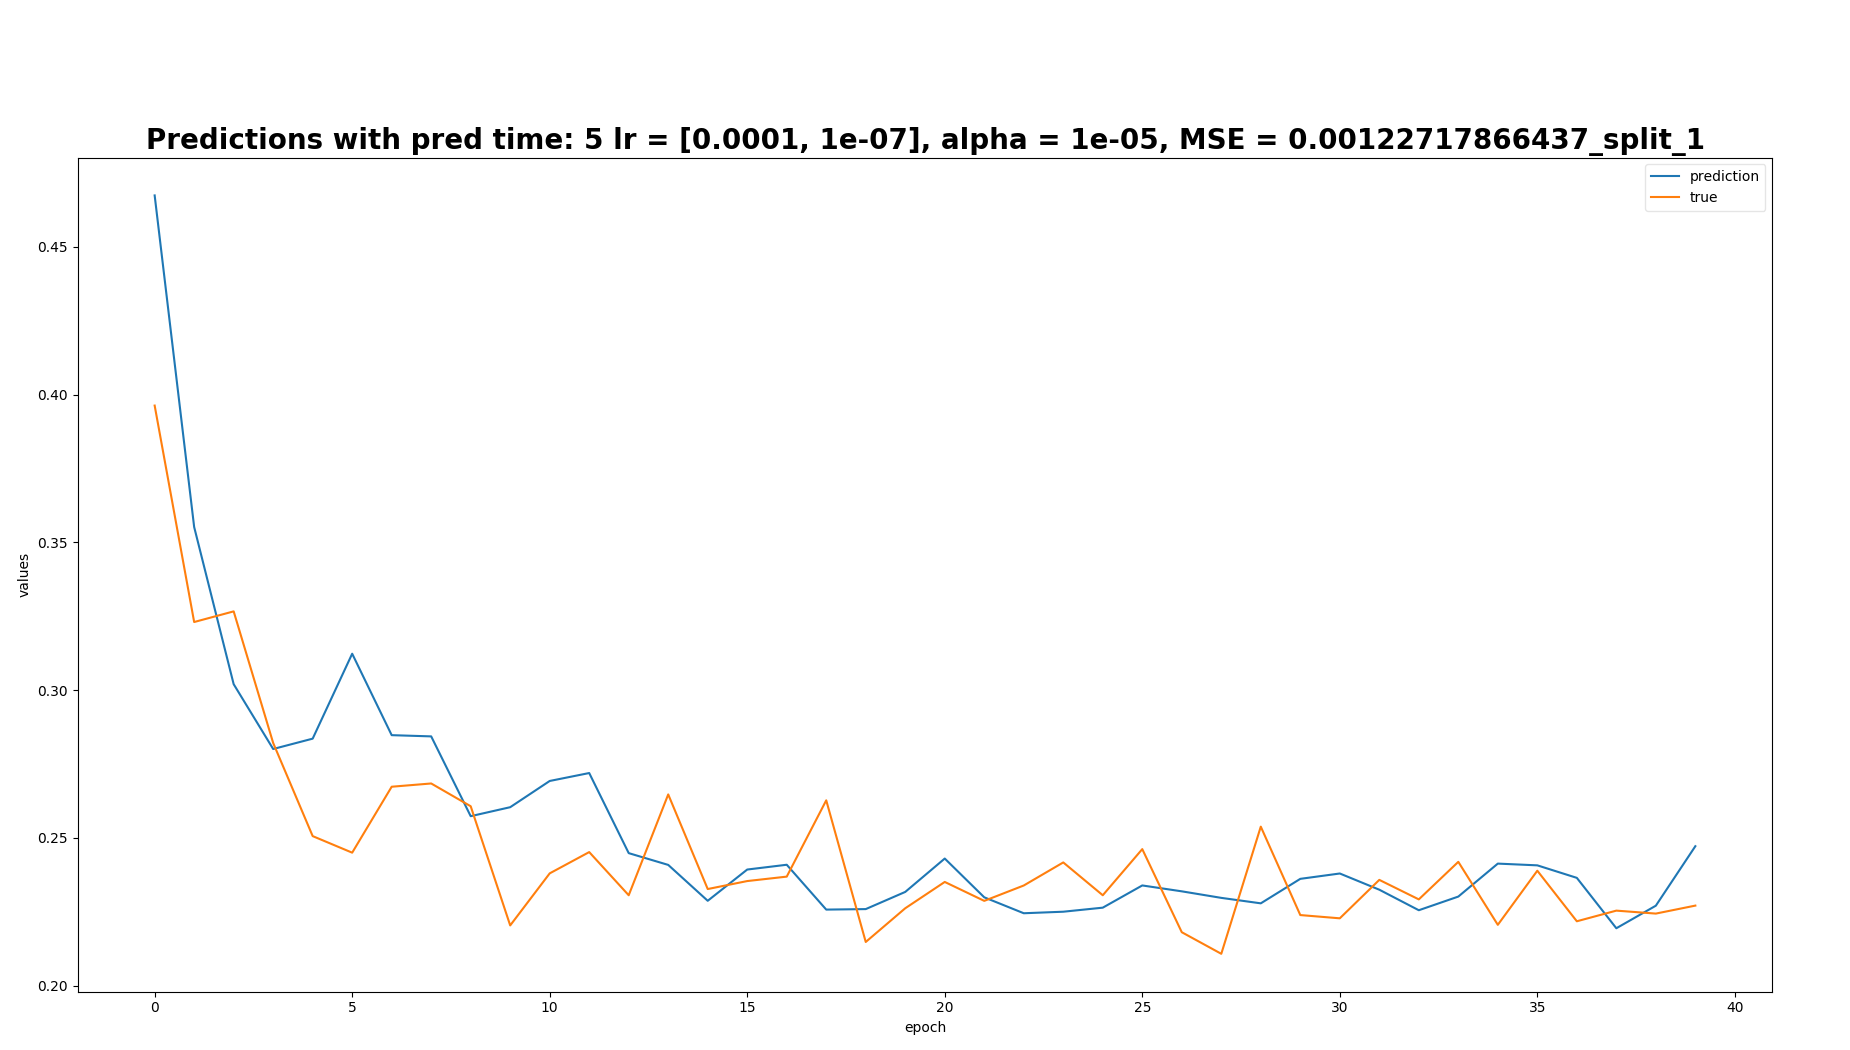 Predictions with pred time: 5 lr = [0.0001, 1e-07], alpha = 1e-05, MSE = 0.00122717866437_split_1
prediction
true
0.45
0.40
0.35
0.30
0.25
0.20
values
0 5 10 15 20 25 30 35 40
epoch